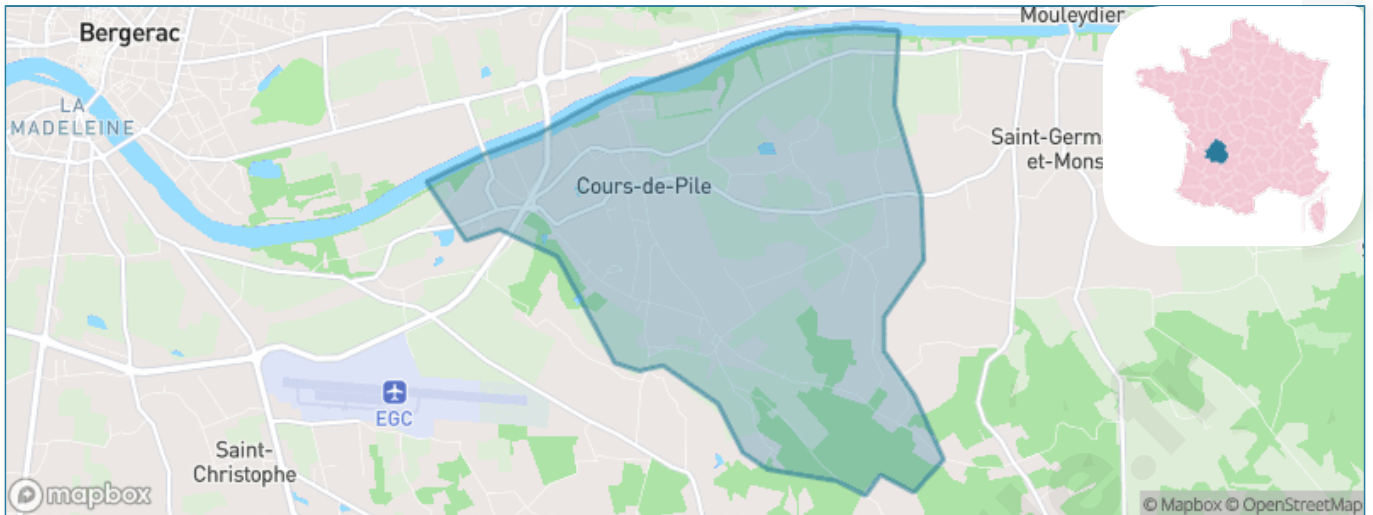 Bergerac
Mouleydier
LA
MADELEINE
Saint-Germa
et-Mons
Cours-de-Pile
EGC
Saint-
Christophe
mapbox
© Mapbox © OpenStreetMap